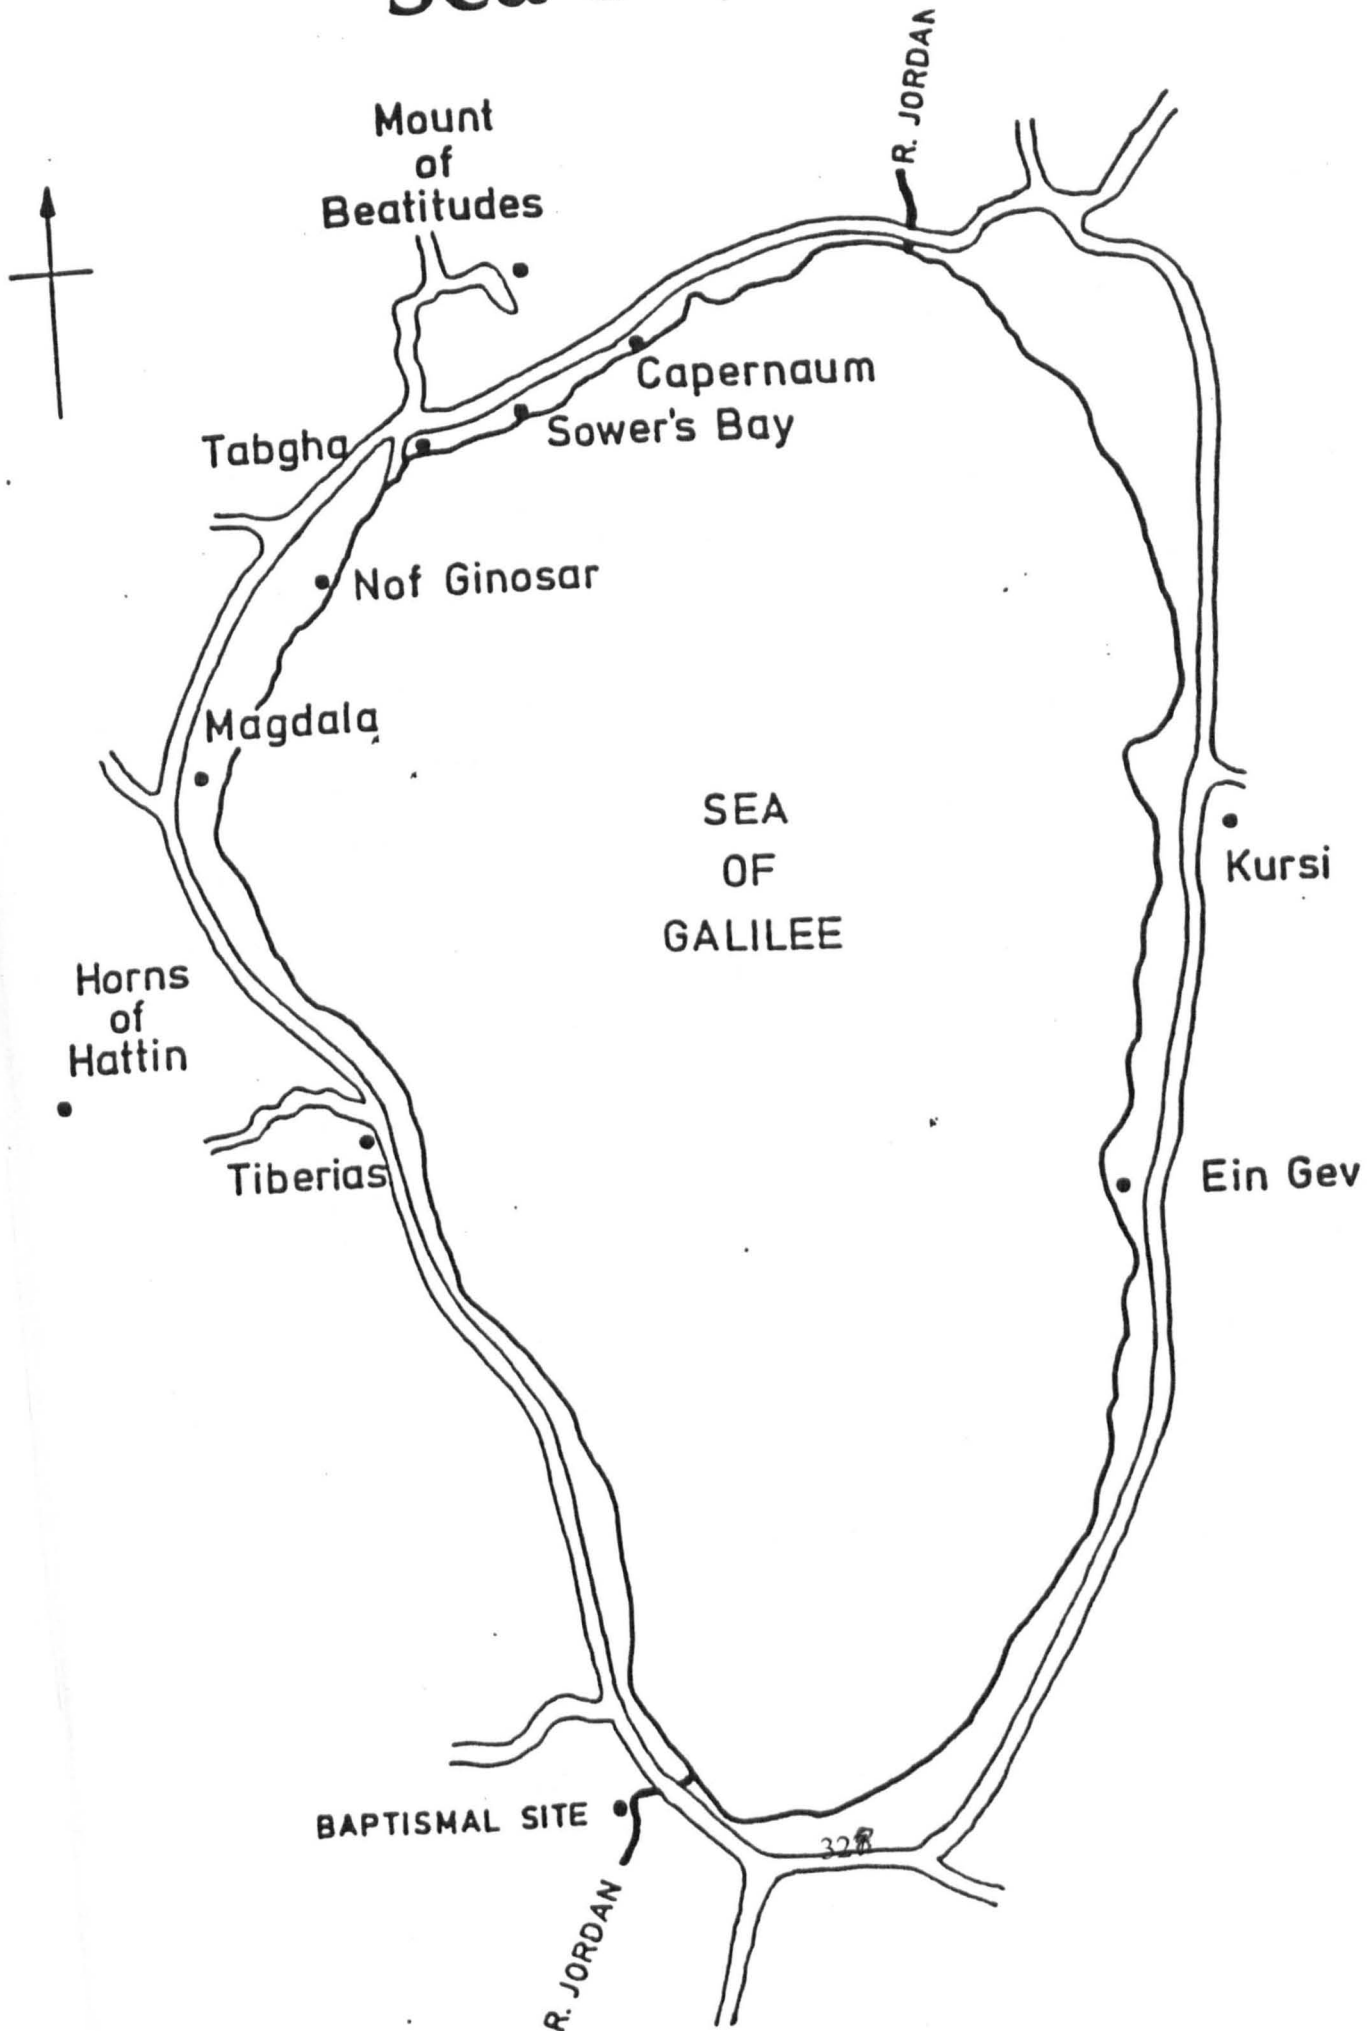 R. JORDAN
Mount
of
Beatitudes
Capernaum
Sower's Bay
Tabgha
Nof Ginosar
Magdala
SEA
OF
GALILEE
Kursi
Horns
of
Hattin
Tiberias
Ein Gev
BAPTISMAL SITE
R. JORDAN